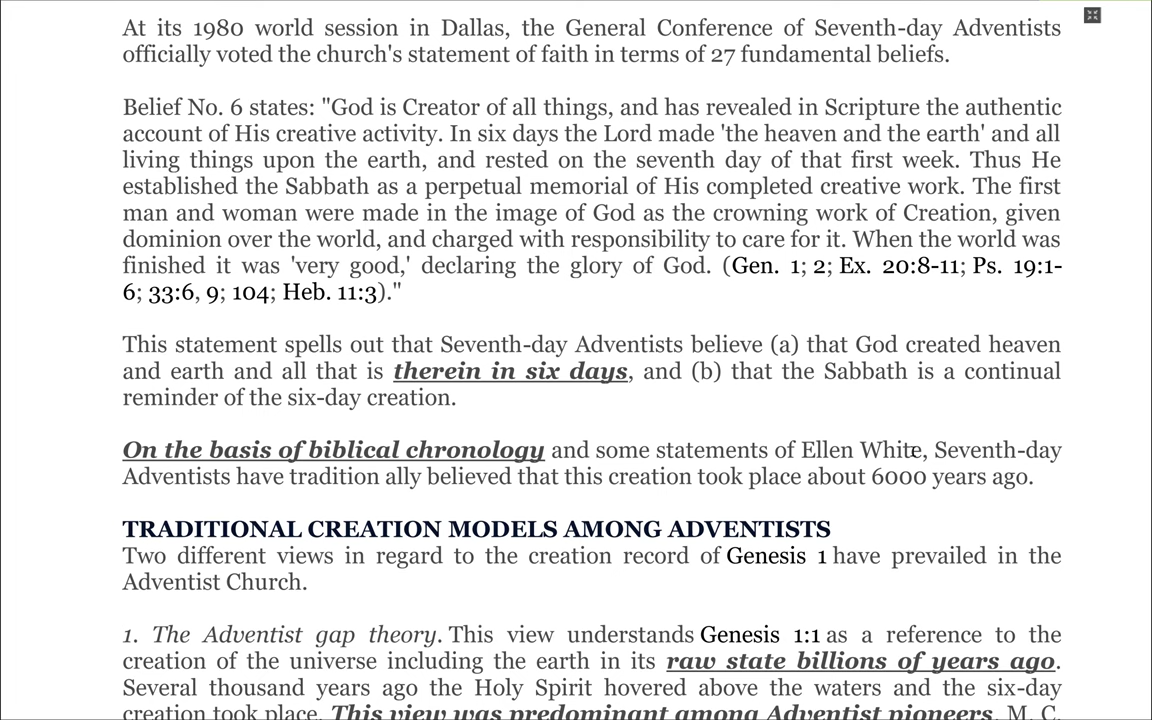 At its 1980 world session in Dallas, the General Conference of Seventh-day Adventists
officially voted the church's statement of faith in terms of 27 fundamental beliefs.
Belief No. 6 states: "God is Creator of all things, and has revealed in Scripture the authentic
account of His creative activity. In six days the Lord made 'the heaven and the earth' and all
living things upon the earth, and rested on the seventh day of that first week. Thus He
established the Sabbath as a perpetual memorial of His completed creative work. The first
man and woman were made in the image of God as the crowning work of Creation, given
dominion over the world, and charged with responsibility to care for it. When the world was
finished it was 'very good,' declaring the glory of God. (Gen. 1; 2; Ex. 20:8-11; Ps. 19:1-
6; 33:6, 9; 104; Heb. 11:3)."
This statement spells out that Seventh-day Adventists believe (a) that God created heaven
and earth and all that is therein in six days, and (b) that the Sabbath is a continual
reminder of the six-day creation.
On the basis of biblical chronology and some statements of Ellen White, Seventh-day
Adventists have tradition ally believed that this creation took place about 6000 years ago.
TRADITIONAL CREATION MODELS AMONG ADVENTISTS
Two different views in regard to the creation record of Genesis 1 have prevailed in the
Adventist Church.
1. The Adventist gap theory. This view understands Genesis 1:1 as a reference to the
creation of the universe including the earth in its raw state billions of years ago.
Several thousand years ago the Holy Spirit hovered above the waters and the six-day
creation took place. This view was predominant among Adventist pioneers. M. C.